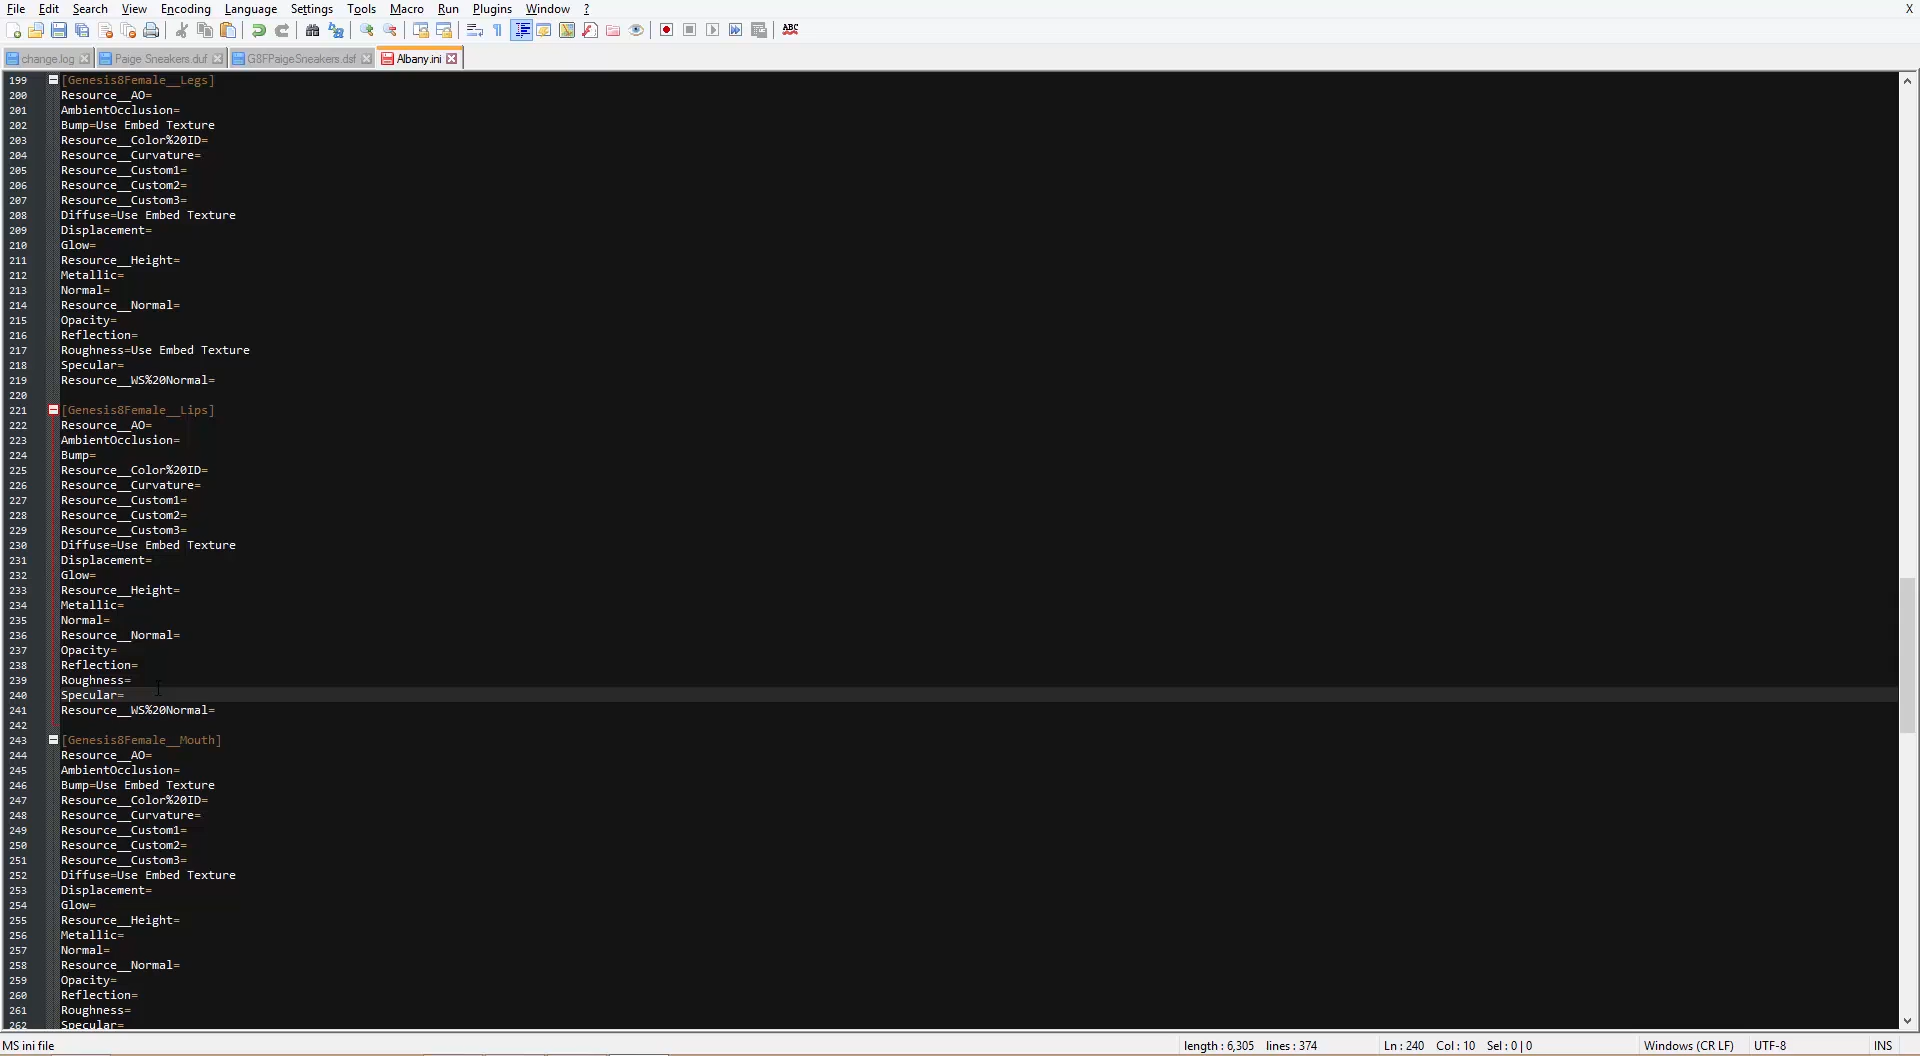 File Edit Search View Encoding Language Settings Tools Macro Run Plugins Window ? X
change.log Paige Sneakers.duf G8FPaigeSneakers.dsf Albany.ini
199 [Genesis8Female__Legs]
200 Resource__AO=
201 AmbientOcclusion=
202 Bump=Use Embed Texture
203 Resource__Color%20ID=
204 Resource__Curvature=
205 Resource__Custom1=
206 Resource__Custom2=
207 Resource__Custom3=
208 Diffuse=Use Embed Texture
209 Displacement=
210 Glow=
211 Resource__Height=
212 Metallic=
213 Normal=
214 Resource__Normal=
215 Opacity=
216 Reflection=
217 Roughness=Use Embed Texture
218 Specular=
219 Resource__WS%20Normal=
220
221 [Genesis8Female__Lips]
222 Resource__AO=
223 AmbientOcclusion=
224 Bump=
225 Resource__Color%20ID=
226 Resource__Curvature=
227 Resource__Custom1=
228 Resource__Custom2=
229 Resource__Custom3=
230 Diffuse=Use Embed Texture
231 Displacement=
232 Glow=
233 Resource__Height=
234 Metallic=
235 Normal=
236 Resource__Normal=
237 Opacity=
238 Reflection=
239 Roughness=
240 Specular=
241 Resource__WS%20Normal=
242
243 [Genesis8Female__Mouth]
244 Resource__AO=
245 AmbientOcclusion=
246 Bump=Use Embed Texture
247 Resource__Color%20ID=
248 Resource__Curvature=
249 Resource__Custom1=
250 Resource__Custom2=
251 Resource__Custom3=
252 Diffuse=Use Embed Texture
253 Displacement=
254 Glow=
255 Resource__Height=
256 Metallic=
257 Normal=
258 Resource__Normal=
259 Opacity=
260 Reflection=
261 Roughness=
262 Specular=
MS ini file length : 6,305 lines : 374 Ln : 240 Col : 10 Sel : 0 | 0 Windows (CR LF) UTF-8 INS